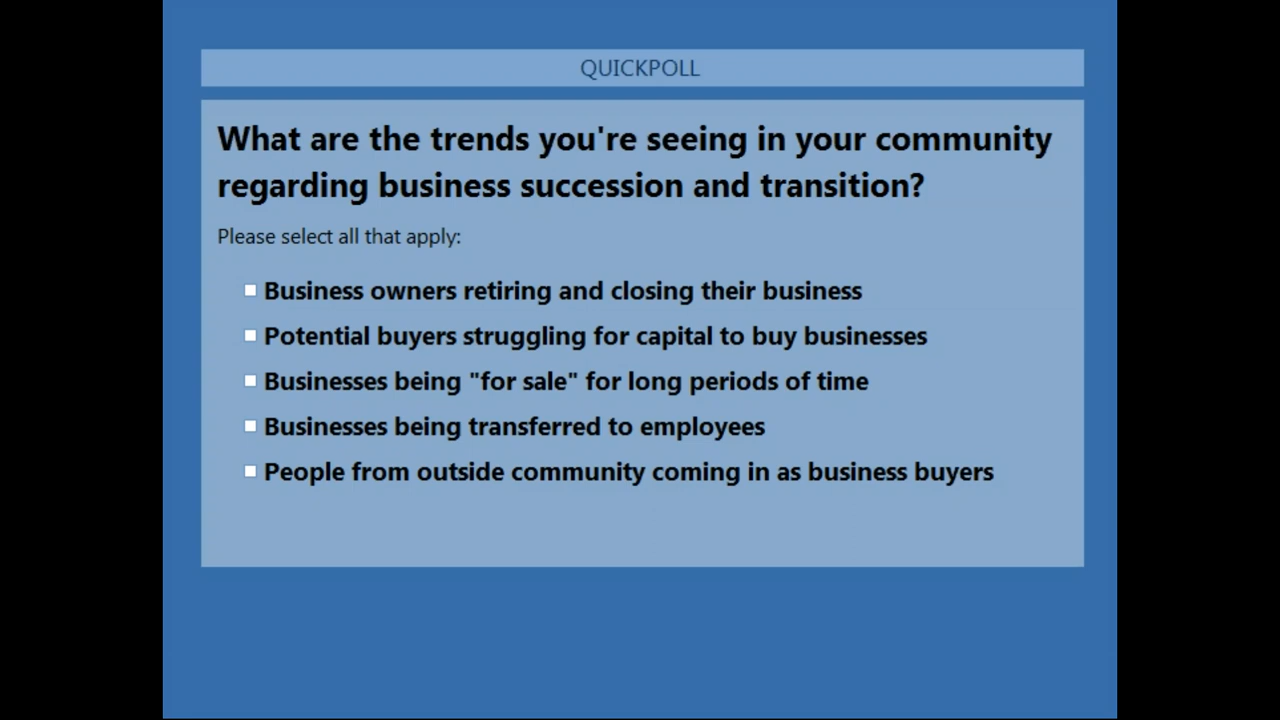 QUICKPOLL
What are the trends you're seeing in your community
regarding business succession and transition?
Please select all that apply:
Business owners retiring and closing their business
Potential buyers struggling for capital to buy businesses
Businesses being "for sale" for long periods of time
Businesses being transferred to employees
People from outside community coming in as business buyers